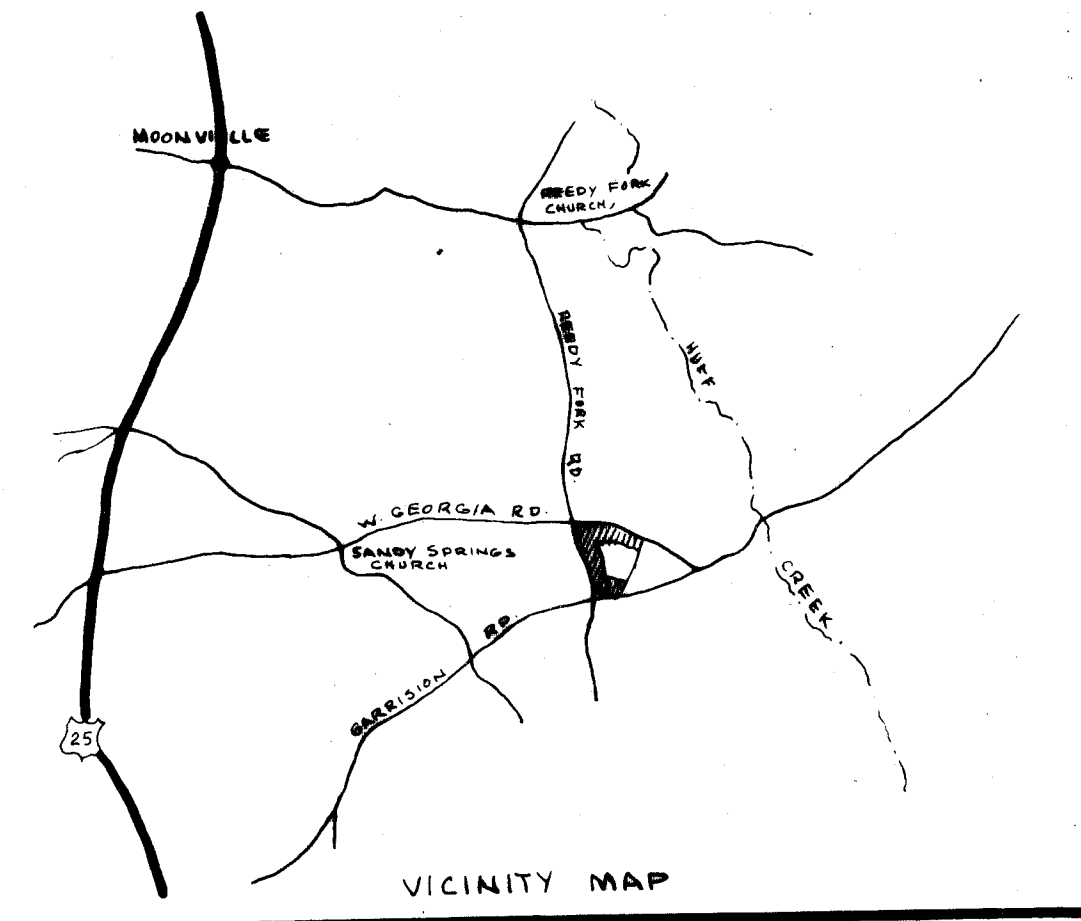 MOONVILLE
REEDY FORK
CHURCH
REEDY FORK RD.
HUFF
W. GEORGIA RD.
SANDY SPRINGS
CHURCH
CREEK
GARRISION RD.
25
VICINITY MAP